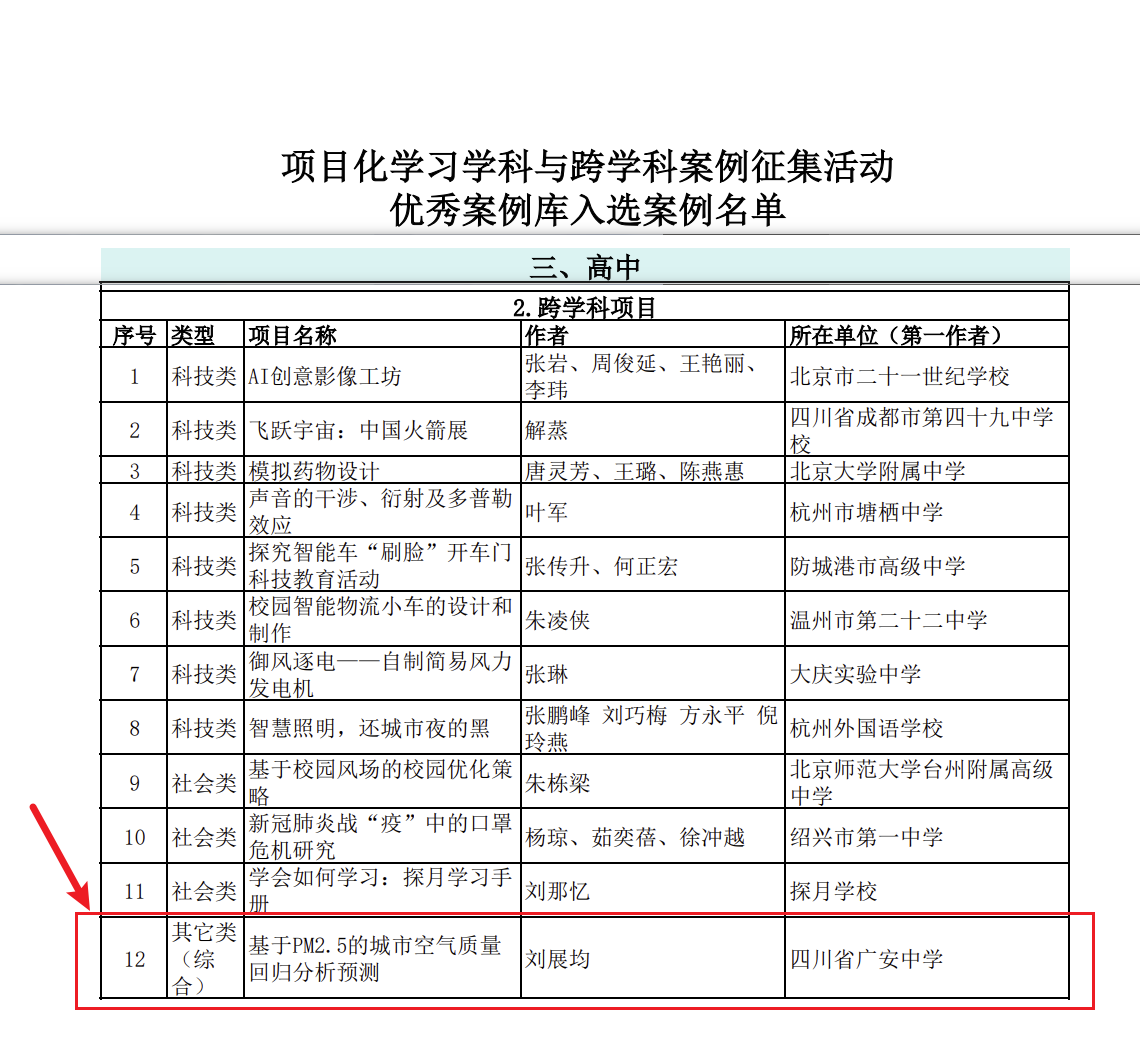 项目化学习学科与跨学科案例征集活动
优秀案例库入选案例名单
三、高中
2.跨学科项目
序号 类型 项目名称 作者 所在单位（第一作者）
1 科技类 AI创意影像工坊 张岩、周俊延、王艳丽、
李玮 北京市二十一世纪学校
2 科技类 飞跃宇宙：中国火箭展 解蒸 四川省成都市第四十九中学
校
3 科技类 模拟药物设计 唐灵芳、王璐、陈燕惠 北京大学附属中学
4 科技类 声音的干涉、衍射及多普勒
效应 叶军 杭州市塘栖中学
5 科技类 探究智能车“刷脸”开车门
科技教育活动 张传升、何正宏 防城港市高级中学
6 科技类 校园智能物流小车的设计和
制作 朱凌侠 温州市第二十二中学
7 科技类 御风逐电——自制简易风力
发电机 张琳 大庆实验中学
8 科技类 智慧照明，还城市夜的黑 张鹏峰 刘巧梅 方永平 倪
玲燕 杭州外国语学校
9 社会类 基于校园风场的校园优化策
略 朱栋梁 北京师范大学台州附属高级
中学
10 社会类 新冠肺炎战“疫”中的口罩
危机研究 杨琼、茹奕蓓、徐冲越 绍兴市第一中学
11 社会类 学会如何学习：探月学习手
册 刘那忆 探月学校
12 其它类
（综
合） 基于PM2.5的城市空气质量
回归分析预测 刘展均 四川省广安中学